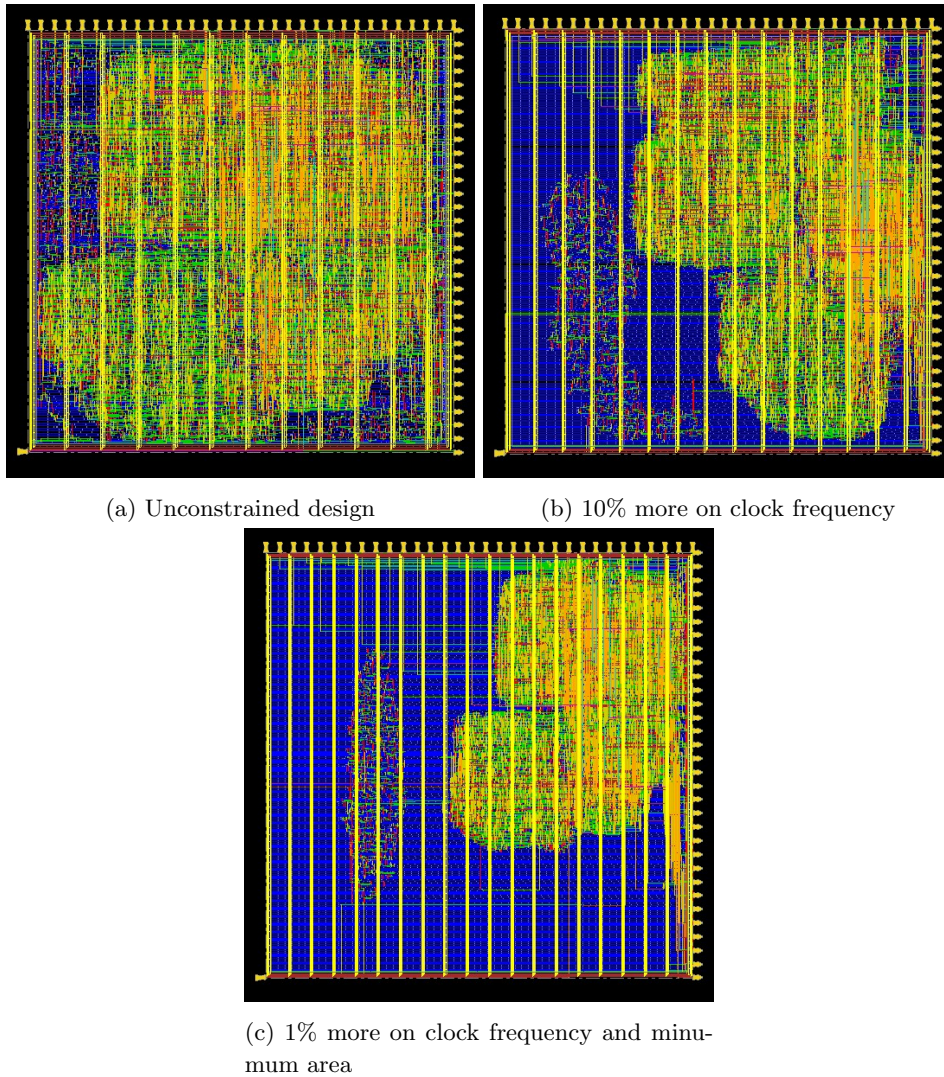 (a) Unconstrained design
(b) 10% more on clock frequency
(c) 1% more on clock frequency and minu-
mum area